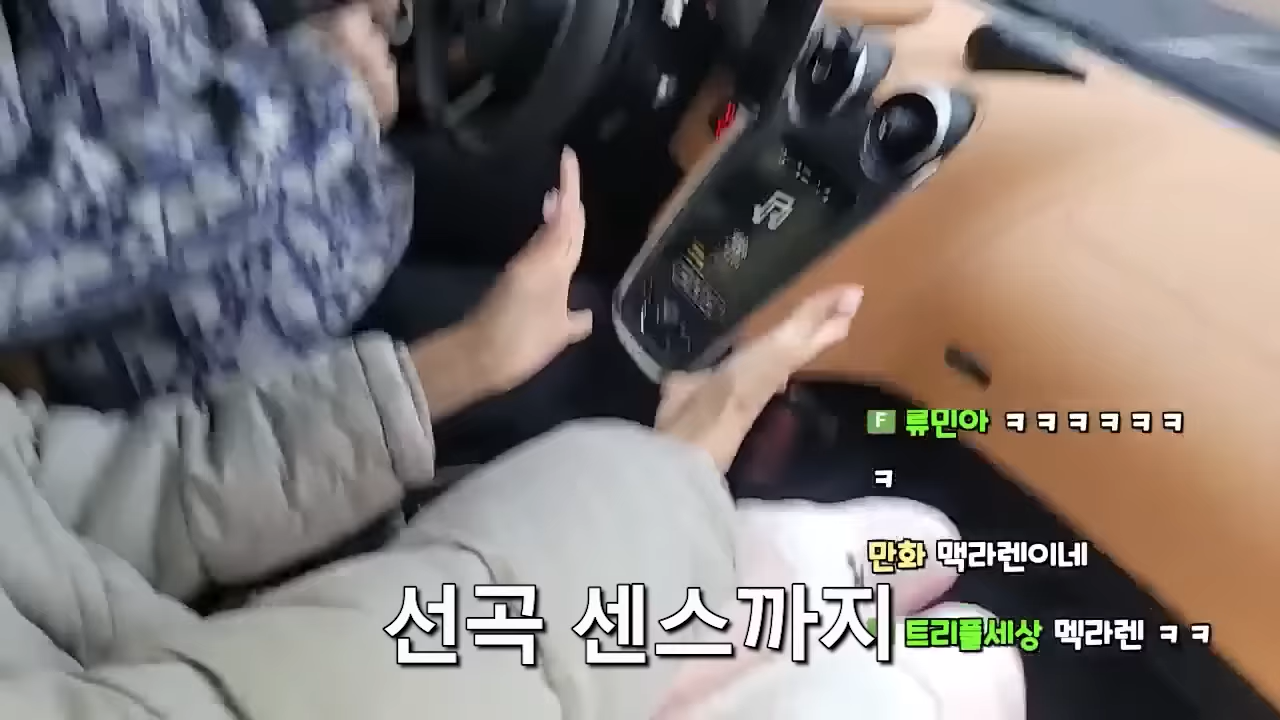 F 류민아 ㅋㅋㅋㅋㅋㅋ
ㅋ
만화 맥라렌이네
트리플세상 멕라렌 ㅋㅋ
선곡 센스까지